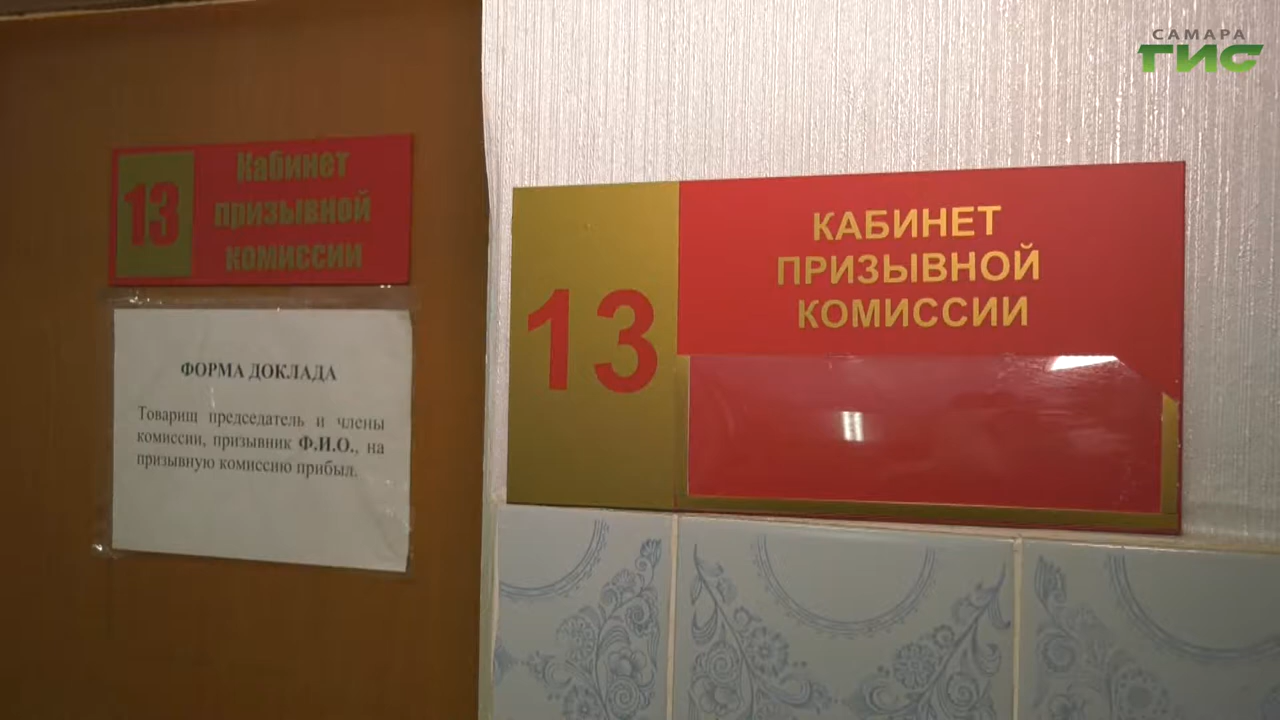 САМАРА
ГИС
13
Кабинет
призывной
комиссии
ФОРМА ДОКЛАДА
Товарищ председатель и члены
комиссии, призывник Ф.И.О., на
призывную комиссию прибыл.
13
КАБИНЕТ
ПРИЗЫВНОЙ
КОМИССИИ